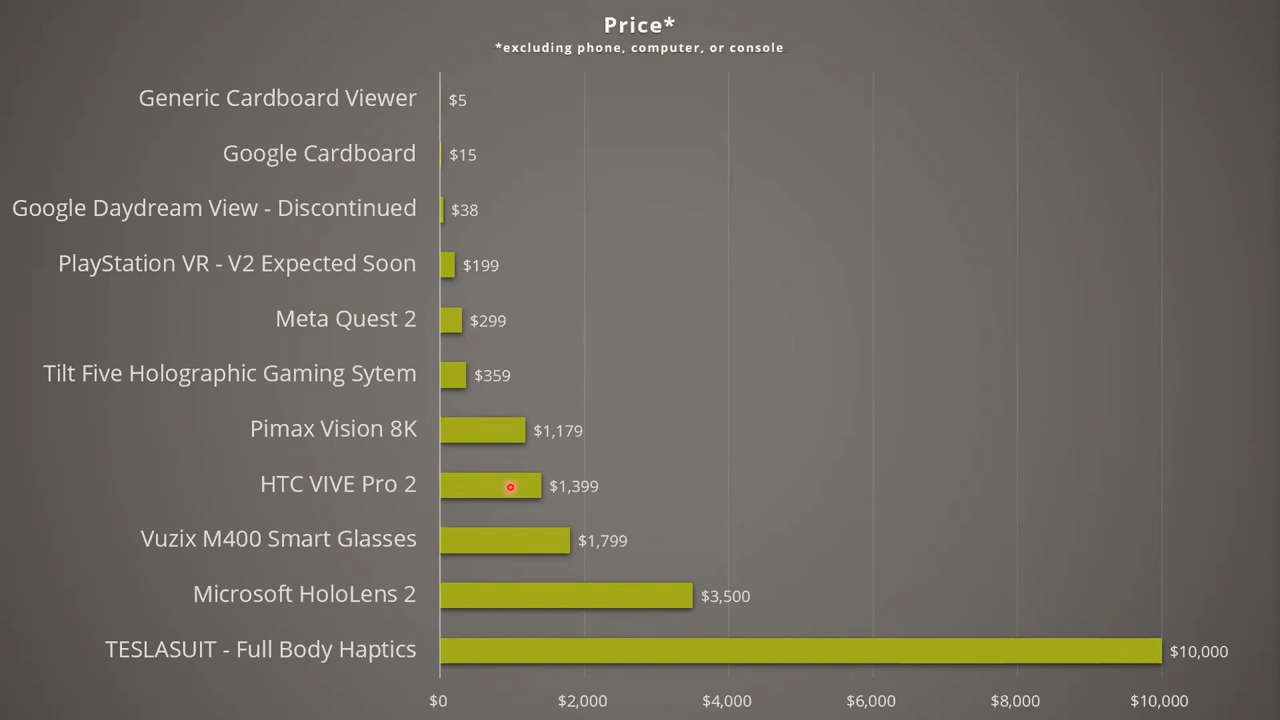 Price*
*excluding phone, computer, or console
Generic Cardboard Viewer $5
Google Cardboard $15
Google Daydream View - Discontinued $38
PlayStation VR - V2 Expected Soon $199
Meta Quest 2 $299
Tilt Five Holographic Gaming Sytem $359
Pimax Vision 8K $1,179
HTC VIVE Pro 2 $1,399
Vuzix M400 Smart Glasses $1,799
Microsoft HoloLens 2 $3,500
TESLASUIT - Full Body Haptics $10,000
$0 $2,000 $4,000 $6,000 $8,000 $10,000